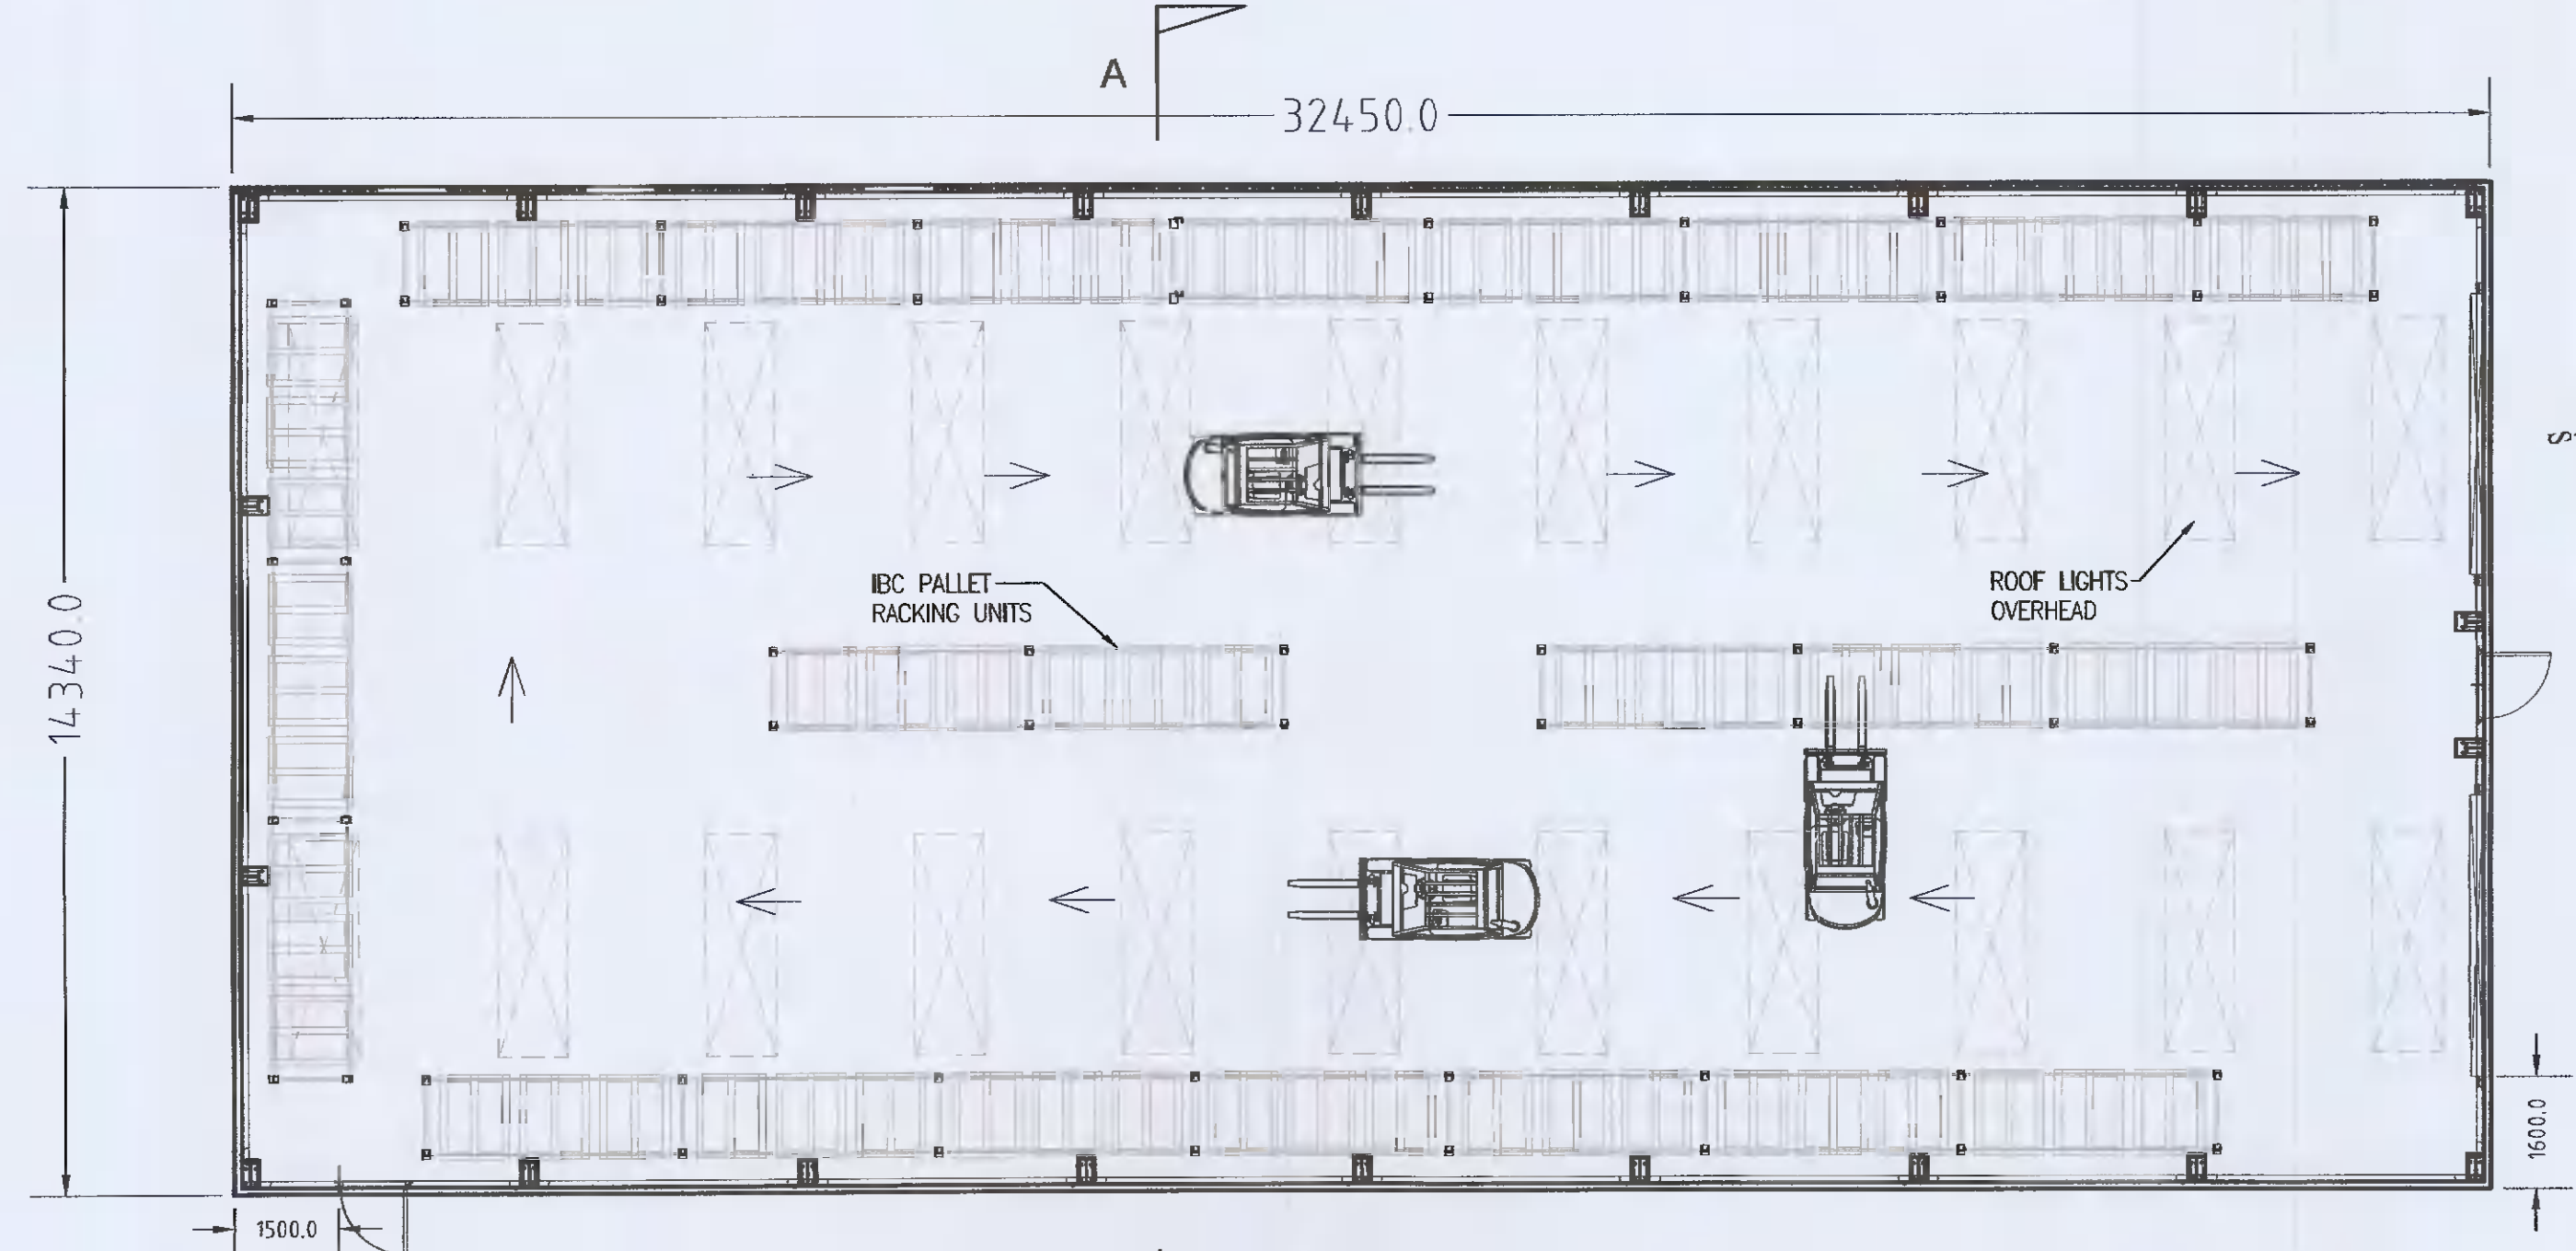 A
32450.0
14340.0
IBC PALLET
RACKING UNITS
ROOF LIGHTS
OVERHEAD
1600.0
1500.0